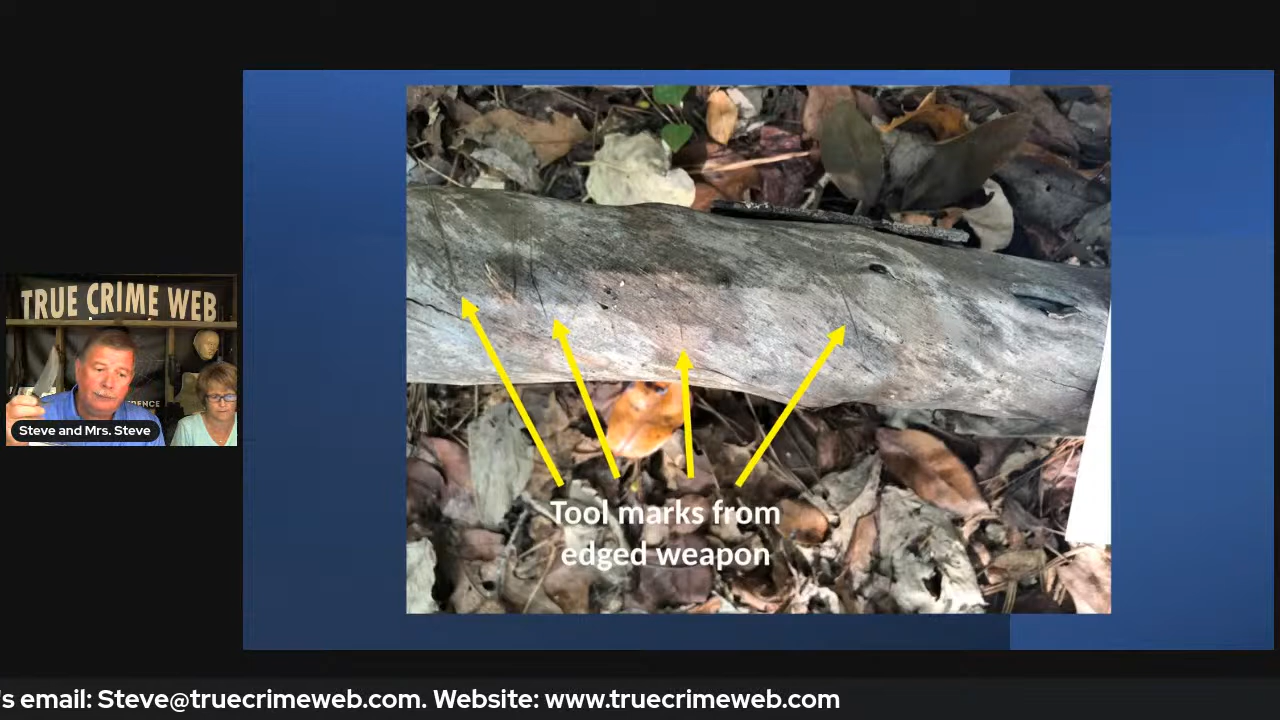 TRUE CRIME WEB
RENCE
Steve and Mrs. Steve
Tool marks from
edged weapon
's email: Steve@truecrimeweb.com. Website: www.truecrimeweb.com